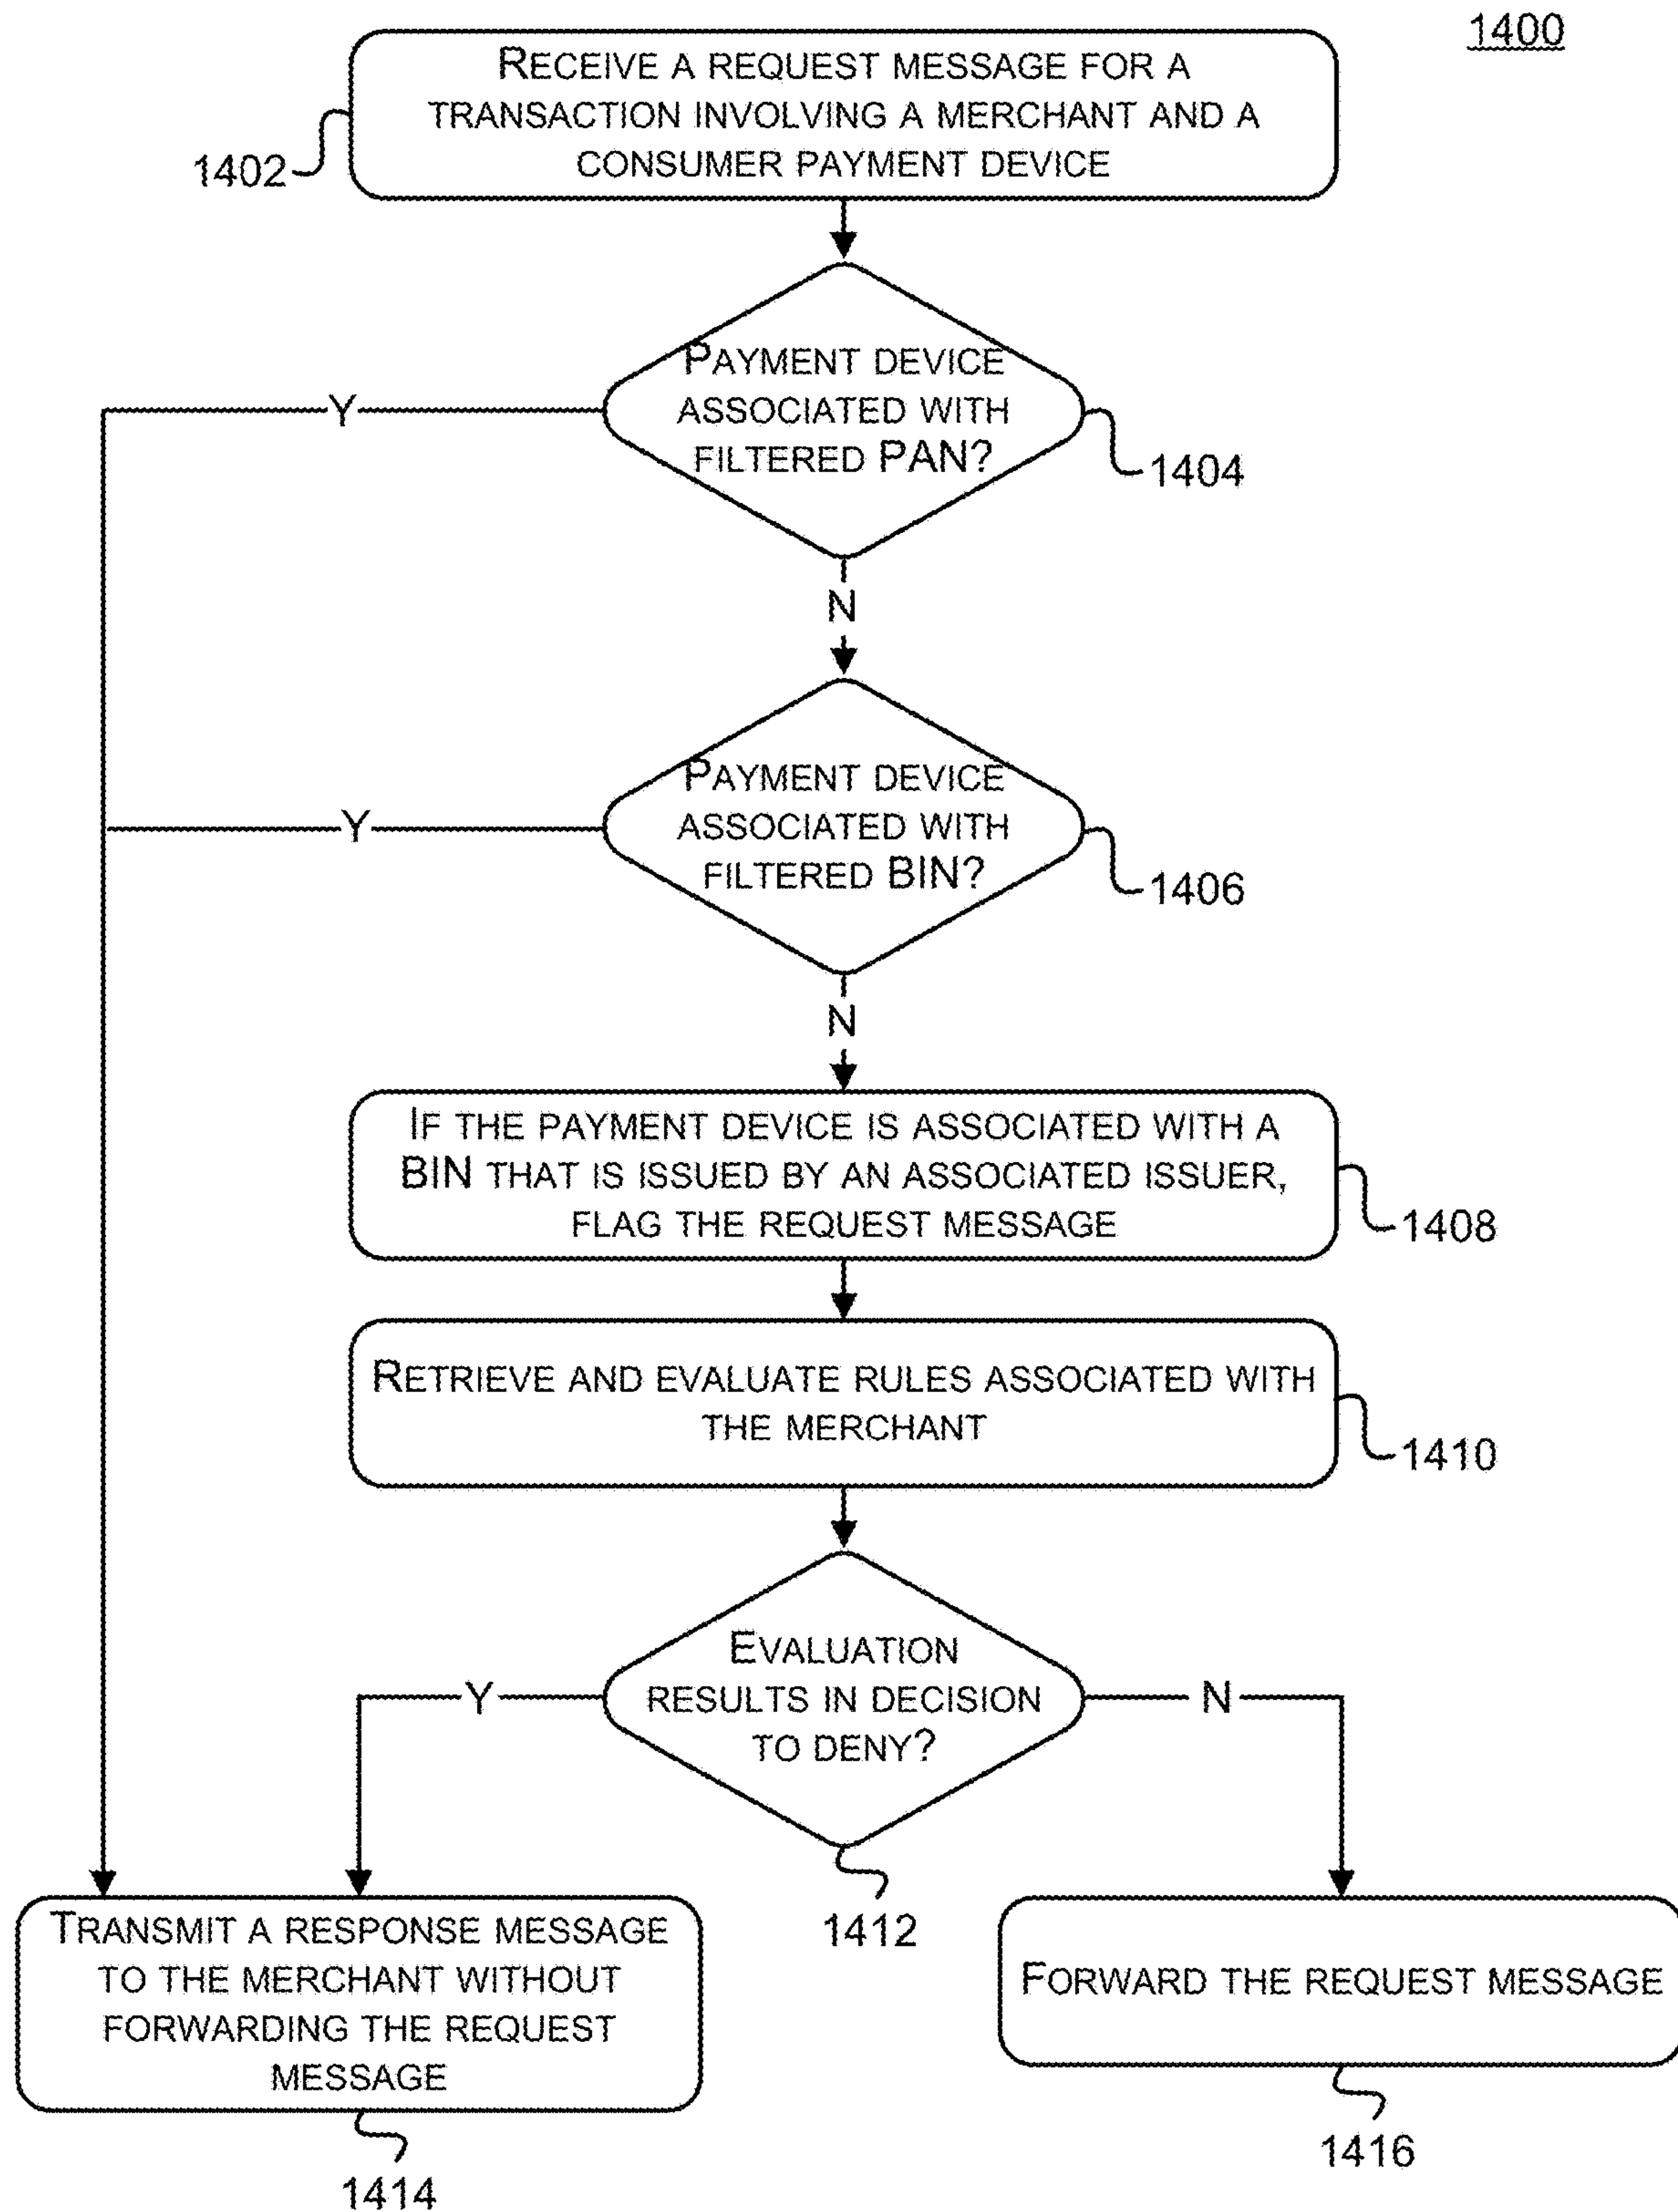 1400
RECEIVE A REQUEST MESSAGE FOR A
TRANSACTION INVOLVING A MERCHANT AND A
CONSUMER PAYMENT DEVICE
1402
PAYMENT DEVICE
ASSOCIATED WITH
FILTERED PAN?
1404
Y
N
PAYMENT DEVICE
ASSOCIATED WITH
FILTERED BIN?
1406
Y
N
IF THE PAYMENT DEVICE IS ASSOCIATED WITH A
BIN THAT IS ISSUED BY AN ASSOCIATED ISSUER,
FLAG THE REQUEST MESSAGE
1408
RETRIEVE AND EVALUATE RULES ASSOCIATED WITH
THE MERCHANT
1410
EVALUATION
RESULTS IN DECISION
TO DENY?
Y
N
1412
TRANSMIT A RESPONSE MESSAGE
TO THE MERCHANT WITHOUT
FORWARDING THE REQUEST
MESSAGE
1414
FORWARD THE REQUEST MESSAGE
1416